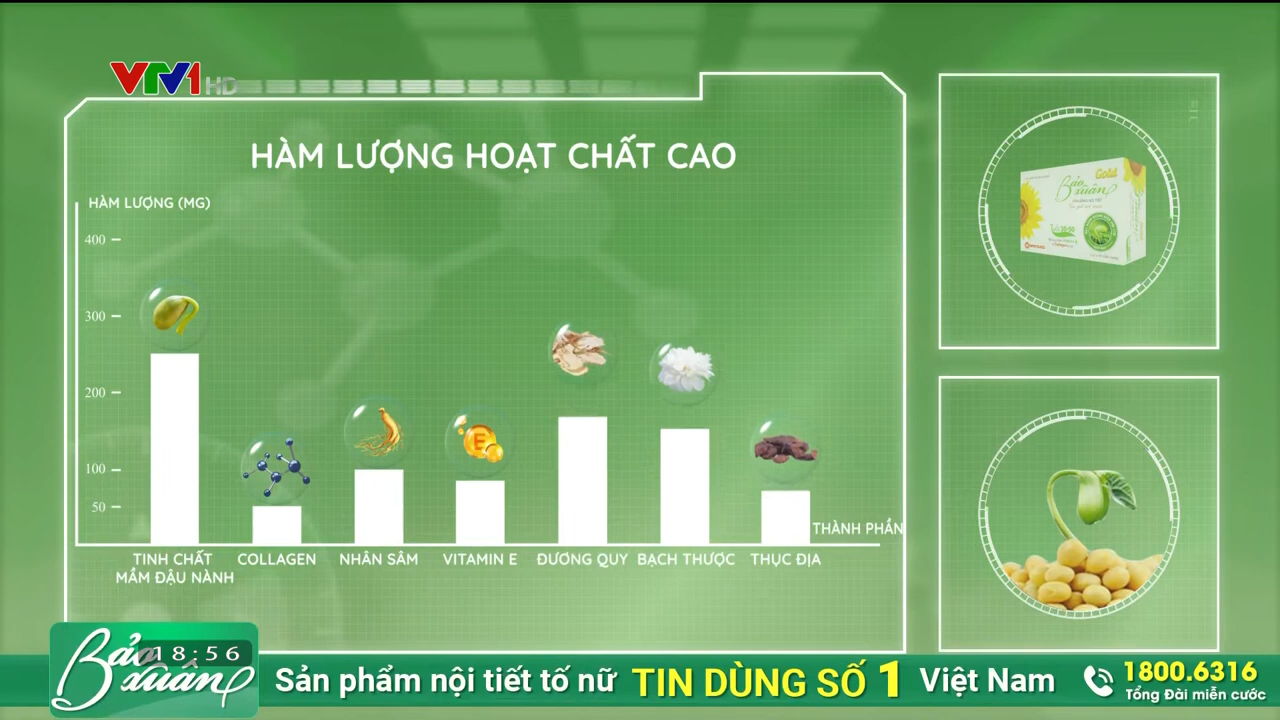 VTV1 HD
HÀM LƯỢNG HOẠT CHẤT CAO
HÀM LƯỢNG (MG)
400
300
200
100
50
THÀNH PHẦN
TINH CHẤT
MẦM ĐẬU NÀNH
COLLAGEN
NHÂN SÂM
VITAMIN E
ĐƯƠNG QUY
BẠCH THƯỢC
THỤC ĐỊA
E
Gold
Bảo
xuân
Bảo
xuân
18:56
Sản phẩm nội tiết tố nữ TIN DÙNG SỐ 1 Việt Nam
1800.6316
Tổng Đài miễn cước